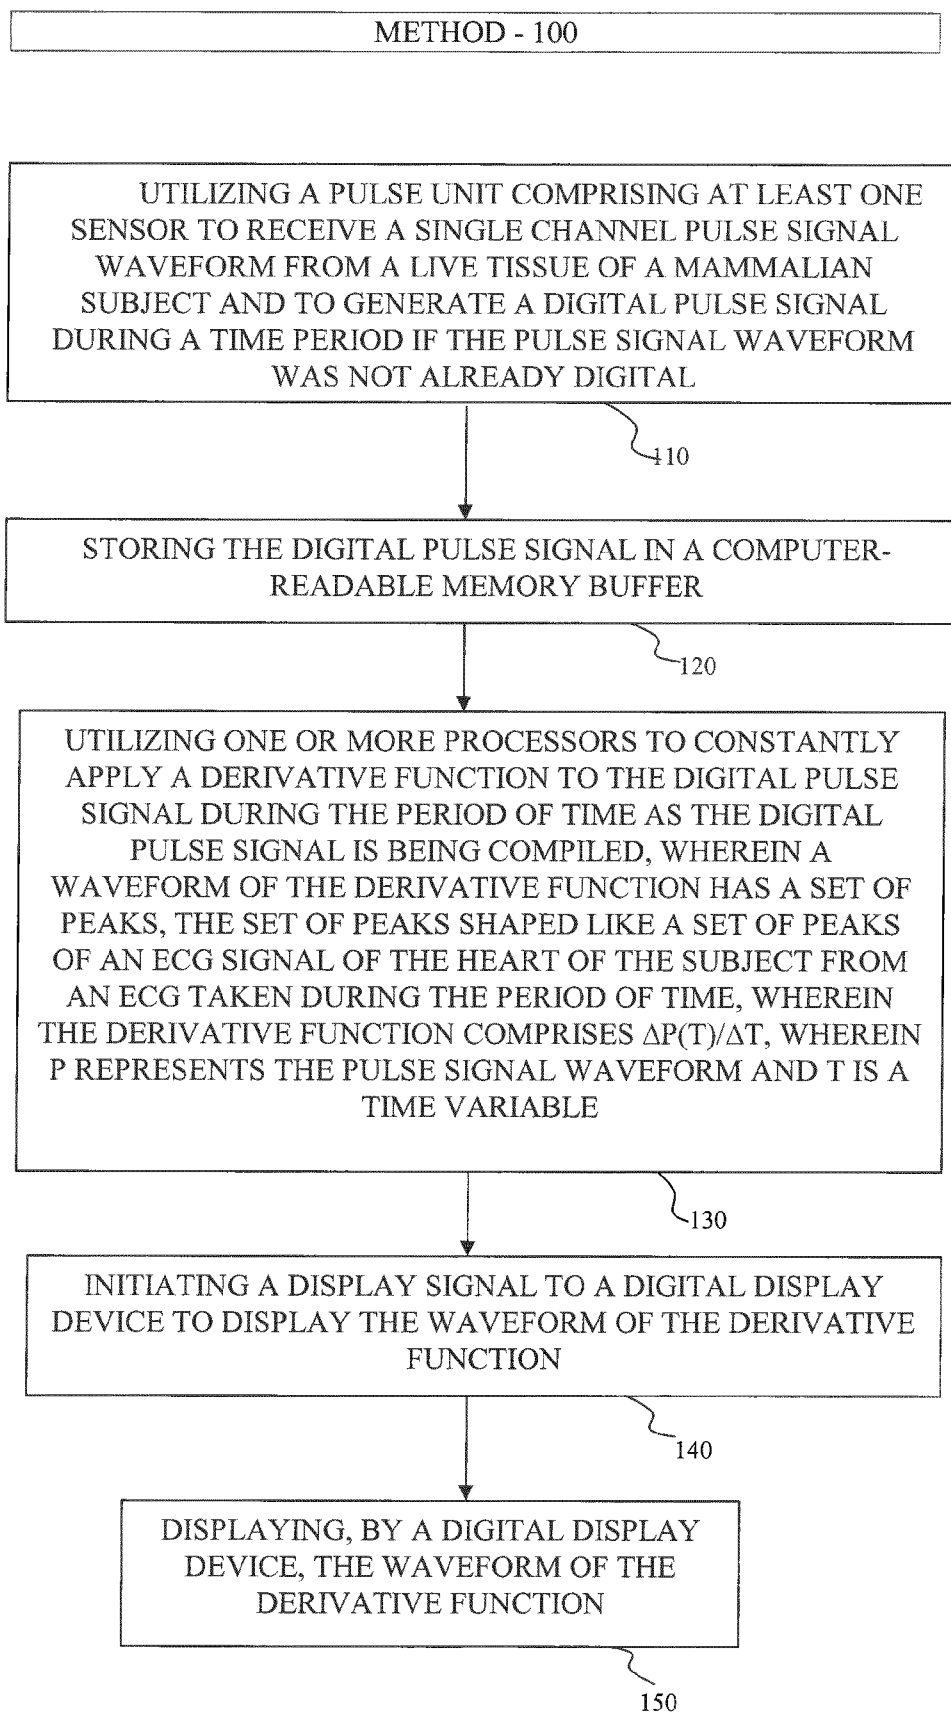 METHOD - 100
UTILIZING A PULSE UNIT COMPRISING AT LEAST ONE
SENSOR TO RECEIVE A SINGLE CHANNEL PULSE SIGNAL
WAVEFORM FROM A LIVE TISSUE OF A MAMMALIAN
SUBJECT AND TO GENERATE A DIGITAL PULSE SIGNAL
DURING A TIME PERIOD IF THE PULSE SIGNAL WAVEFORM
WAS NOT ALREADY DIGITAL
110
STORING THE DIGITAL PULSE SIGNAL IN A COMPUTER-
READABLE MEMORY BUFFER
120
UTILIZING ONE OR MORE PROCESSORS TO CONSTANTLY
APPLY A DERIVATIVE FUNCTION TO THE DIGITAL PULSE
SIGNAL DURING THE PERIOD OF TIME AS THE DIGITAL
PULSE SIGNAL IS BEING COMPILED, WHEREIN A
WAVEFORM OF THE DERIVATIVE FUNCTION HAS A SET OF
PEAKS, THE SET OF PEAKS SHAPED LIKE A SET OF PEAKS
OF AN ECG SIGNAL OF THE HEART OF THE SUBJECT FROM
AN ECG TAKEN DURING THE PERIOD OF TIME, WHEREIN
THE DERIVATIVE FUNCTION COMPRISES ΔP(T)/ΔT, WHEREIN
P REPRESENTS THE PULSE SIGNAL WAVEFORM AND T IS A
TIME VARIABLE
130
INITIATING A DISPLAY SIGNAL TO A DIGITAL DISPLAY
DEVICE TO DISPLAY THE WAVEFORM OF THE DERIVATIVE
FUNCTION
140
DISPLAYING, BY A DIGITAL DISPLAY
DEVICE, THE WAVEFORM OF THE
DERIVATIVE FUNCTION
150